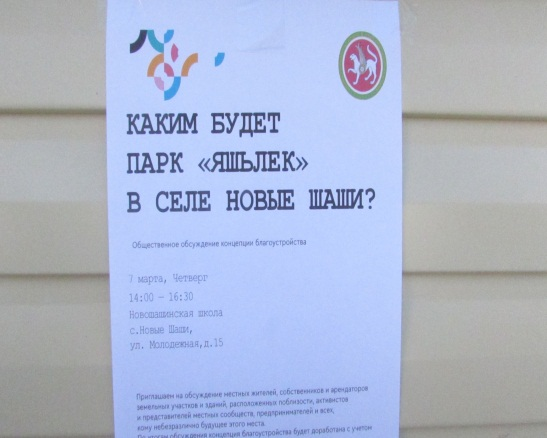 КАКИМ БУДЕТ
ПАРК «ЯШЬЛЕК»
В СЕЛЕ НОВЫЕ ШАШИ?
Общественное обсуждение концепции благоустройства
7 марта, Четверг
14:00 – 16:30
Новошашинская школа
с.Новые Шаши,
ул. Молодежная,д.15
Приглашаем на обсуждение местных жителей, собственников и арендаторов
земельных участков и зданий, расположенных поблизости, активистов
и представителей местных сообществ, предпринимателей и всех,
кому небезразлично будущее этого места.
По итогам обсуждения концепция благоустройства будет доработана с учетом